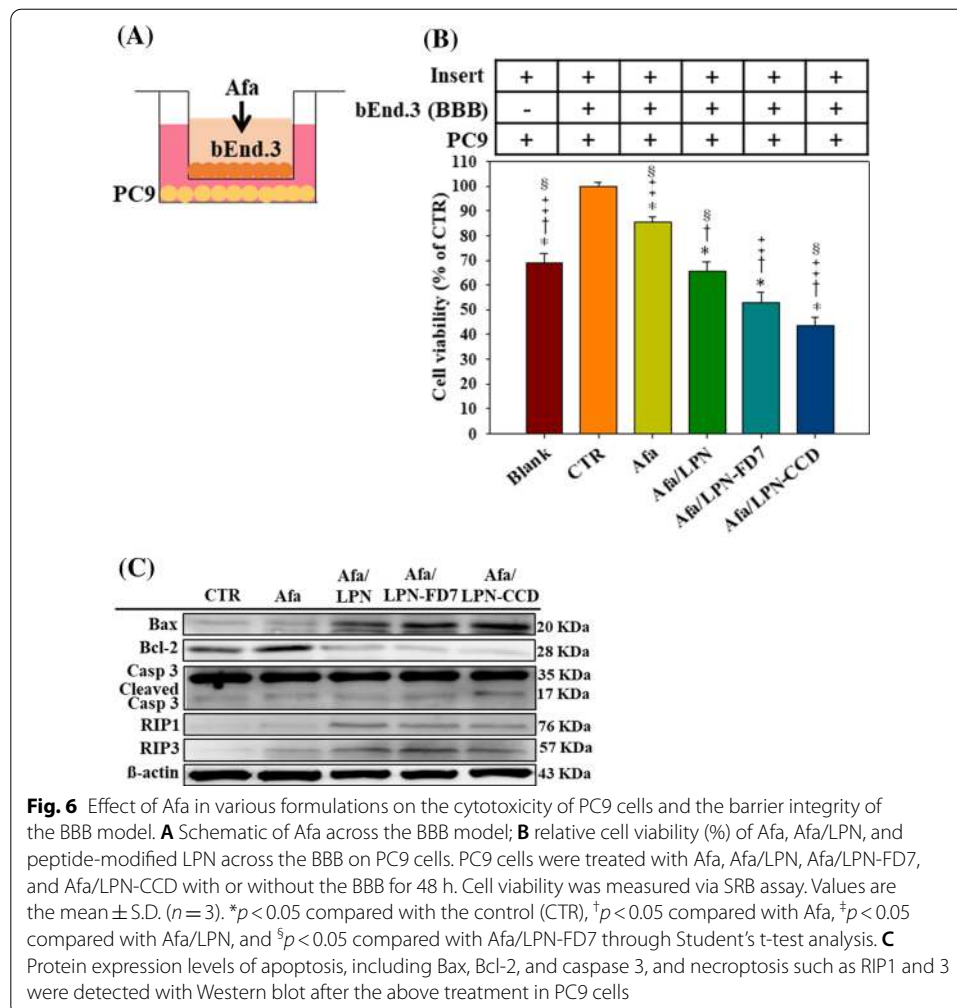 (A)
Afa
bEnd.3
PC9
(B)
Insert + + + + + +
bEnd.3 (BBB) - + + + + +
PC9 + + + + + +
Cell viability (% of CTR)
110
100
90
80
70
60
50
40
30
20
10
0
Blank
CTR
Afa
Afa/LPN
Afa/LPN-FD7
Afa/LPN-CCD
(C)
CTR Afa Afa/ LPN Afa/ LPN-FD7 Afa/ LPN-CCD
Bax 20 KDa
Bcl-2 28 KDa
Casp 3 35 KDa
Cleaved Casp 3 17 KDa
RIP1 76 KDa
RIP3 57 KDa
ß-actin 43 KDa
Fig. 6 Effect of Afa in various formulations on the cytotoxicity of PC9 cells and the barrier integrity of
the BBB model. A Schematic of Afa across the BBB model; B relative cell viability (%) of Afa, Afa/LPN, and
peptide-modified LPN across the BBB on PC9 cells. PC9 cells were treated with Afa, Afa/LPN, Afa/LPN-FD7,
and Afa/LPN-CCD with or without the BBB for 48 h. Cell viability was measured via SRB assay. Values are
the mean ± S.D. (n = 3). *p < 0.05 compared with the control (CTR), †p < 0.05 compared with Afa, ‡p < 0.05
compared with Afa/LPN, and §p < 0.05 compared with Afa/LPN-FD7 through Student's t-test analysis. C
Protein expression levels of apoptosis, including Bax, Bcl-2, and caspase 3, and necroptosis such as RIP1 and 3
were detected with Western blot after the above treatment in PC9 cells